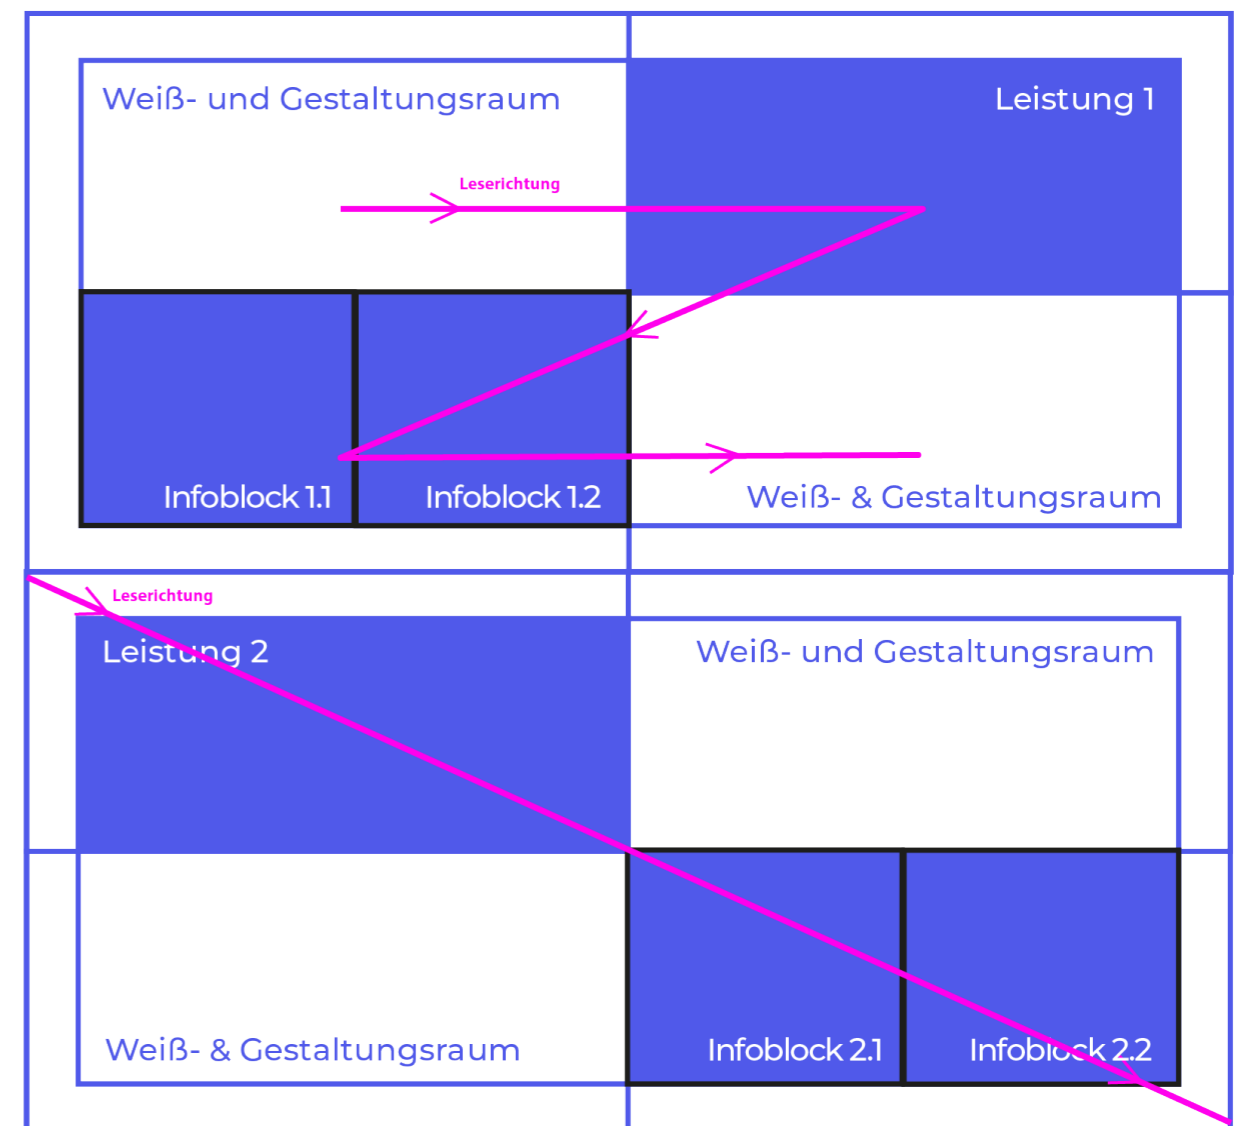 Weiß- und Gestaltungsraum
Leistung 1
Leserichtung
Infoblock 1.1
Infoblock 1.2
Weiß- & Gestaltungsraum
Leserichtung
Leistung 2
Weiß- und Gestaltungsraum
Weiß- & Gestaltungsraum
Infoblock 2.1
Infoblock 2.2